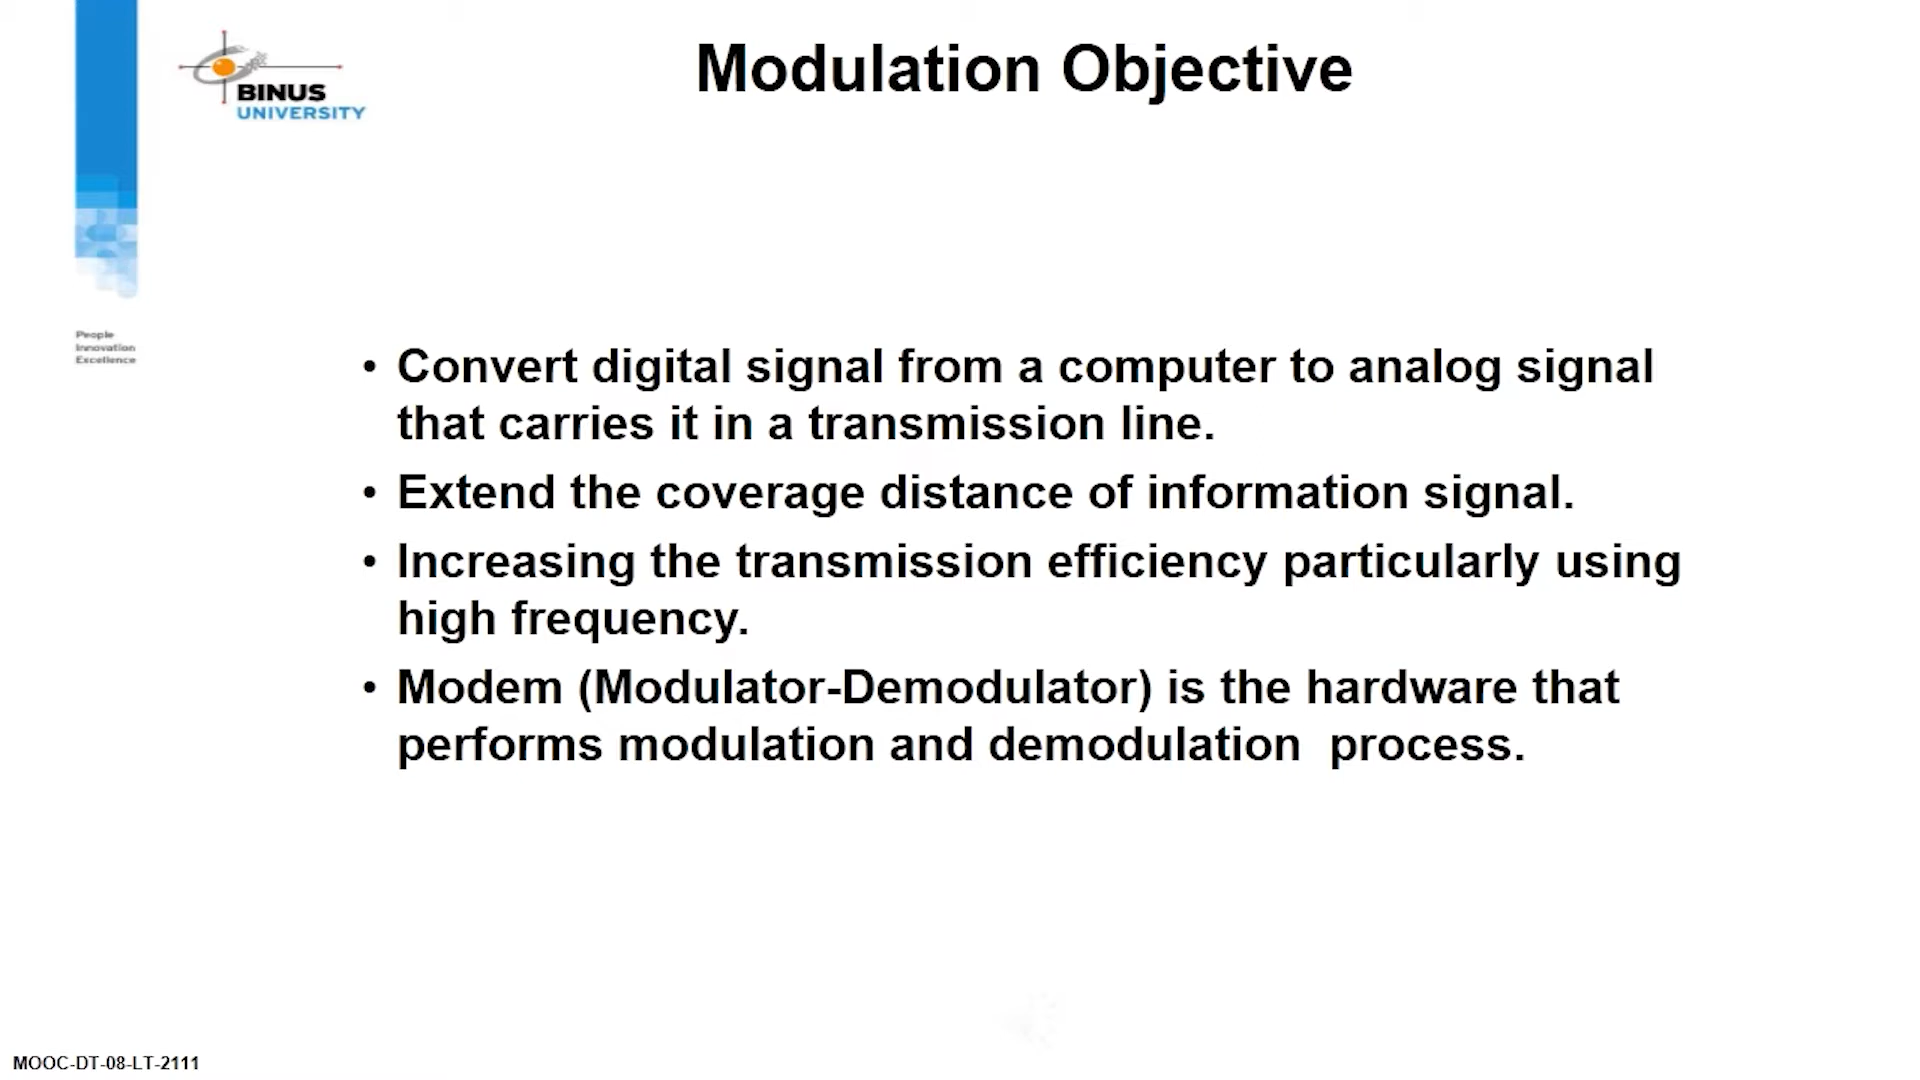 BINUS
UNIVERSITY
Modulation Objective
People
Innovation
Excellence
• Convert digital signal from a computer to analog signal
that carries it in a transmission line.
• Extend the coverage distance of information signal.
• Increasing the transmission efficiency particularly using
high frequency.
• Modem (Modulator-Demodulator) is the hardware that
performs modulation and demodulation  process.
MOOC-DT-08-LT-2111